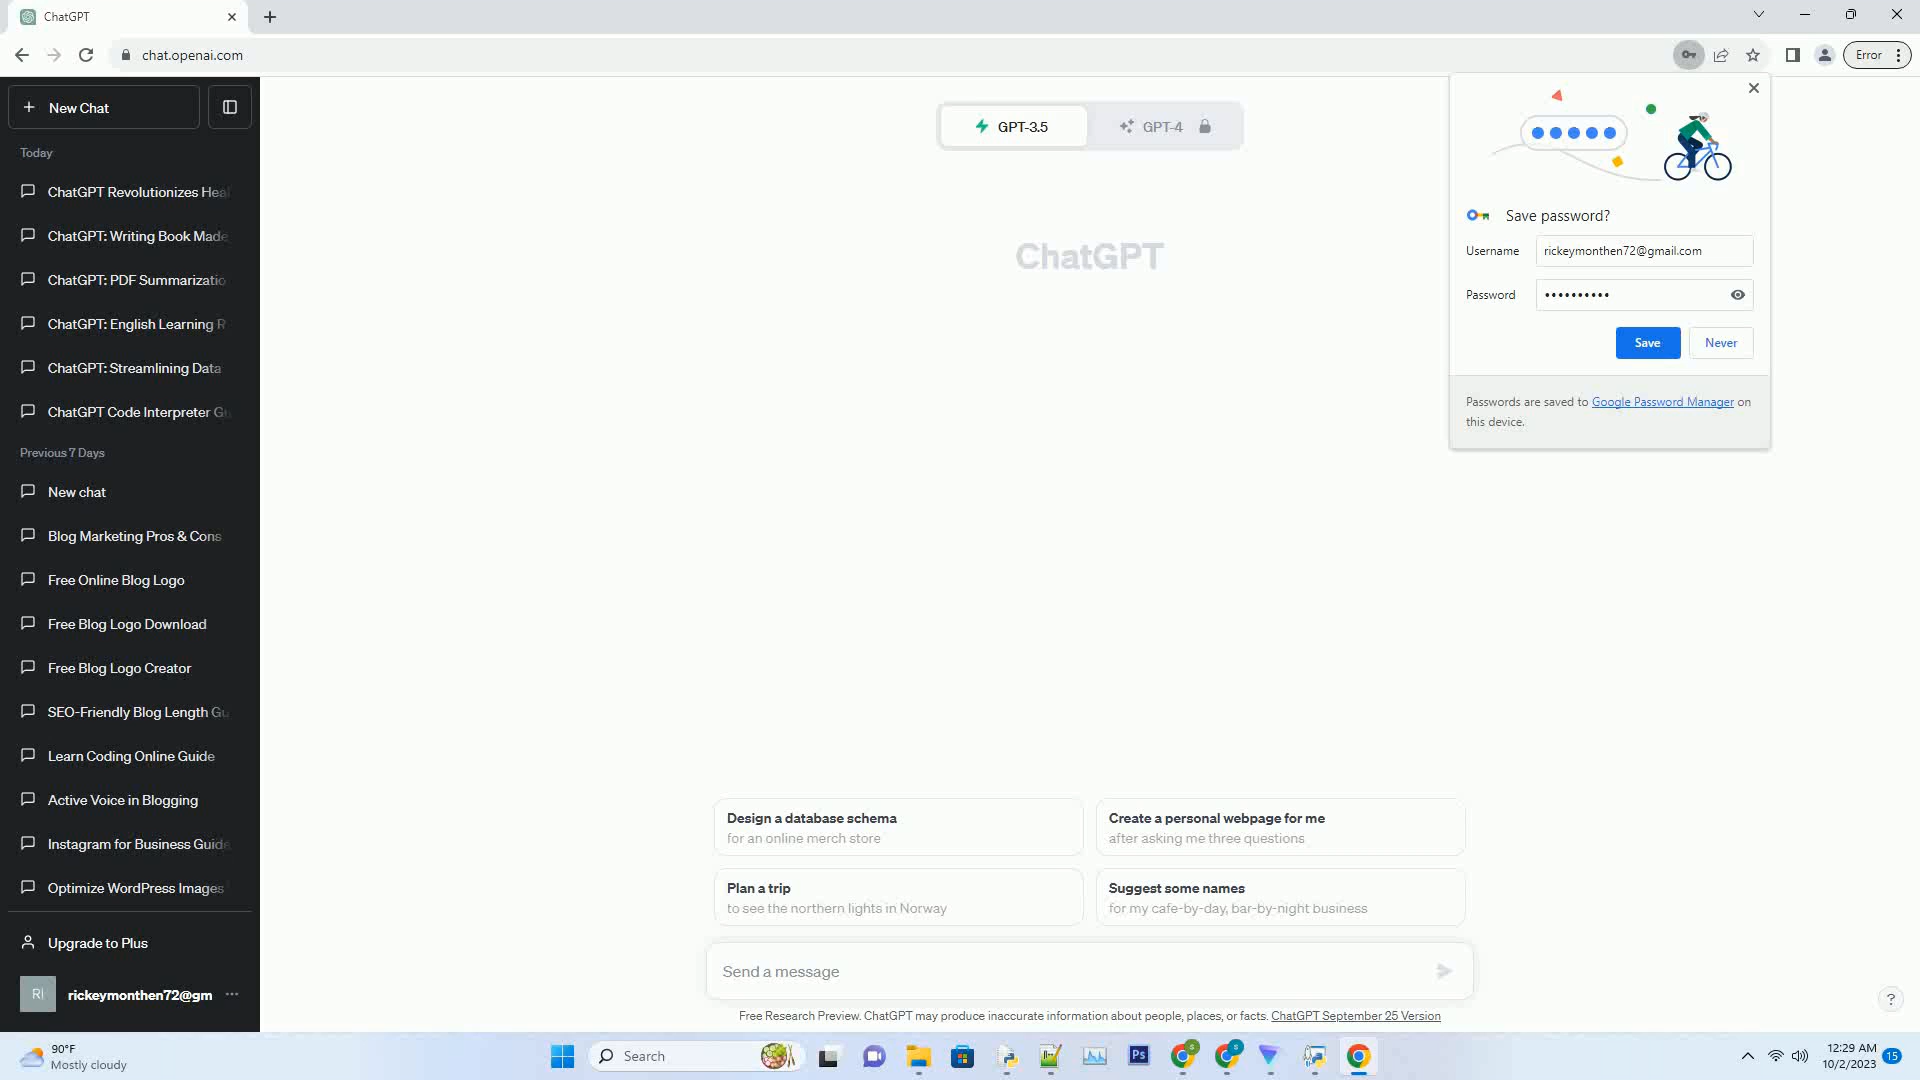 ChatGPT
chat.openai.com
Error
New Chat
Today
ChatGPT Revolutionizes Heal
ChatGPT: Writing Book Made
ChatGPT: PDF Summarizatio
ChatGPT: English Learning R
ChatGPT: Streamlining Data
ChatGPT Code Interpreter Gu
Previous 7 Days
New chat
Blog Marketing Pros & Cons
Free Online Blog Logo
Free Blog Logo Download
Free Blog Logo Creator
SEO-Friendly Blog Length Gu
Learn Coding Online Guide
Active Voice in Blogging
Instagram for Business Guide
Optimize WordPress Images
Upgrade to Plus
RI
rickeymonthen72@gm
GPT-3.5
GPT-4
ChatGPT
Save password?
Username
rickeymonthen72@gmail.com
Password
••••••••••
Save
Never
Passwords are saved to Google Password Manager on
this device.
Design a database schema
for an online merch store
Create a personal webpage for me
after asking me three questions
Plan a trip
to see the northern lights in Norway
Suggest some names
for my cafe-by-day, bar-by-night business
Send a message
Free Research Preview. ChatGPT may produce inaccurate information about people, places, or facts. ChatGPT September 25 Version
?
90°F
Mostly cloudy
Search
Ps
S
S
12:29 AM
10/2/2023
15